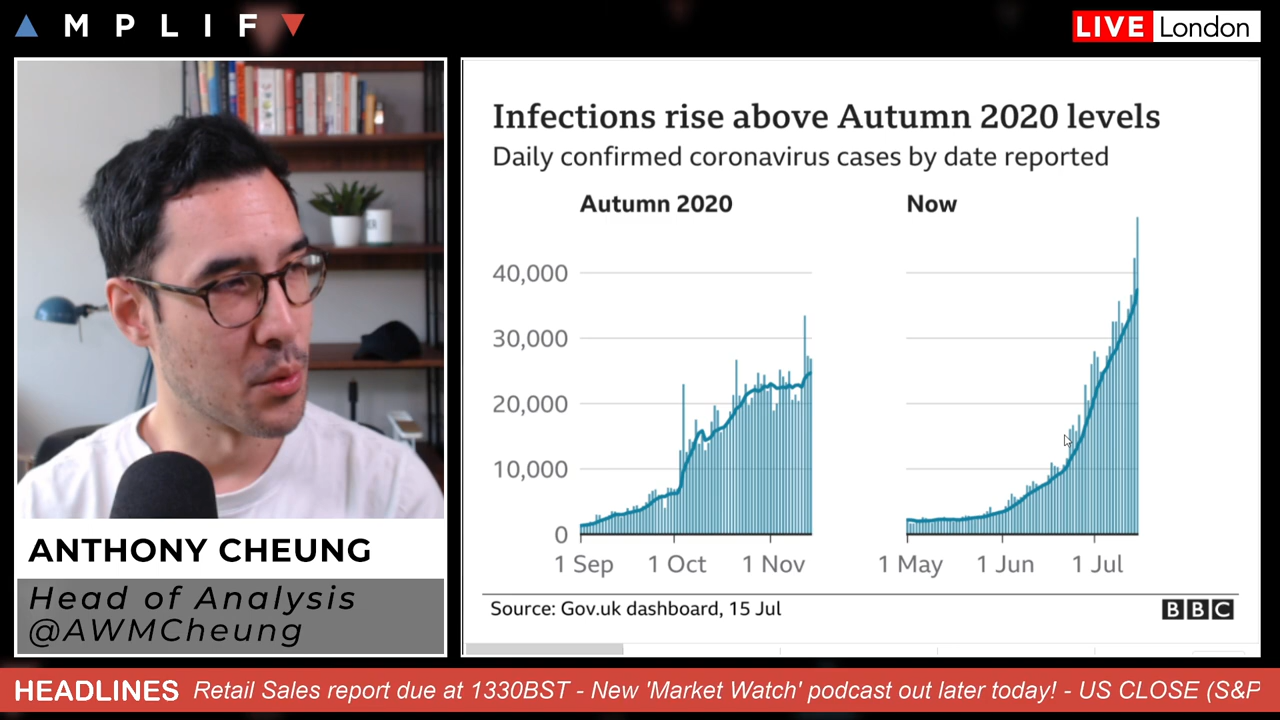 ▲ M P L I F ▼
LIVE London
Infections rise above Autumn 2020 levels
Daily confirmed coronavirus cases by date reported
Autumn 2020
Now
40,000
30,000
20,000
10,000
0
1 Sep 1 Oct 1 Nov
1 May 1 Jun 1 Jul
Source: Gov.uk dashboard, 15 Jul
BBC
ANTHONY CHEUNG
Head of Analysis
@AWMCheung
HEADLINES Retail Sales report due at 1330BST - New 'Market Watch' podcast out later today! - US CLOSE (S&P